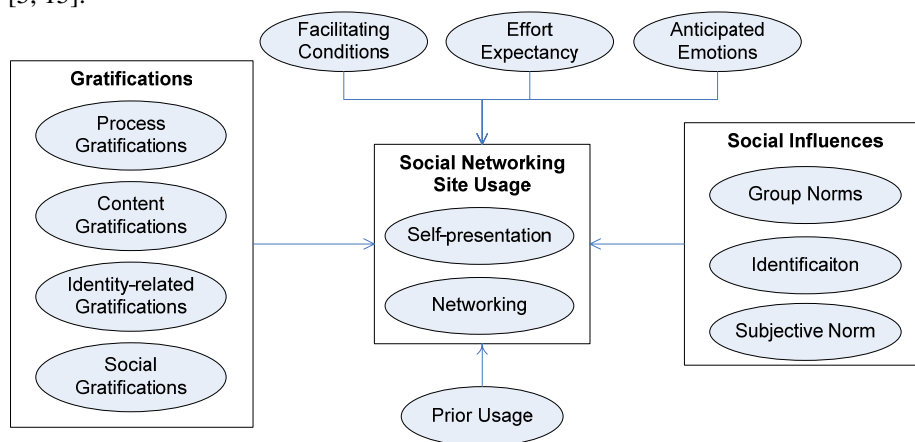 [5, 15].
Facilitating
Conditions
Effort
Expectancy
Anticipated
Emotions
Gratifications
Process
Gratifications
Content
Gratifications
Identity-related
Gratifications
Social
Gratifications
Social Networking
Site Usage
Self-presentation
Networking
Social Influences
Group Norms
Identificaiton
Subjective Norm
Prior Usage